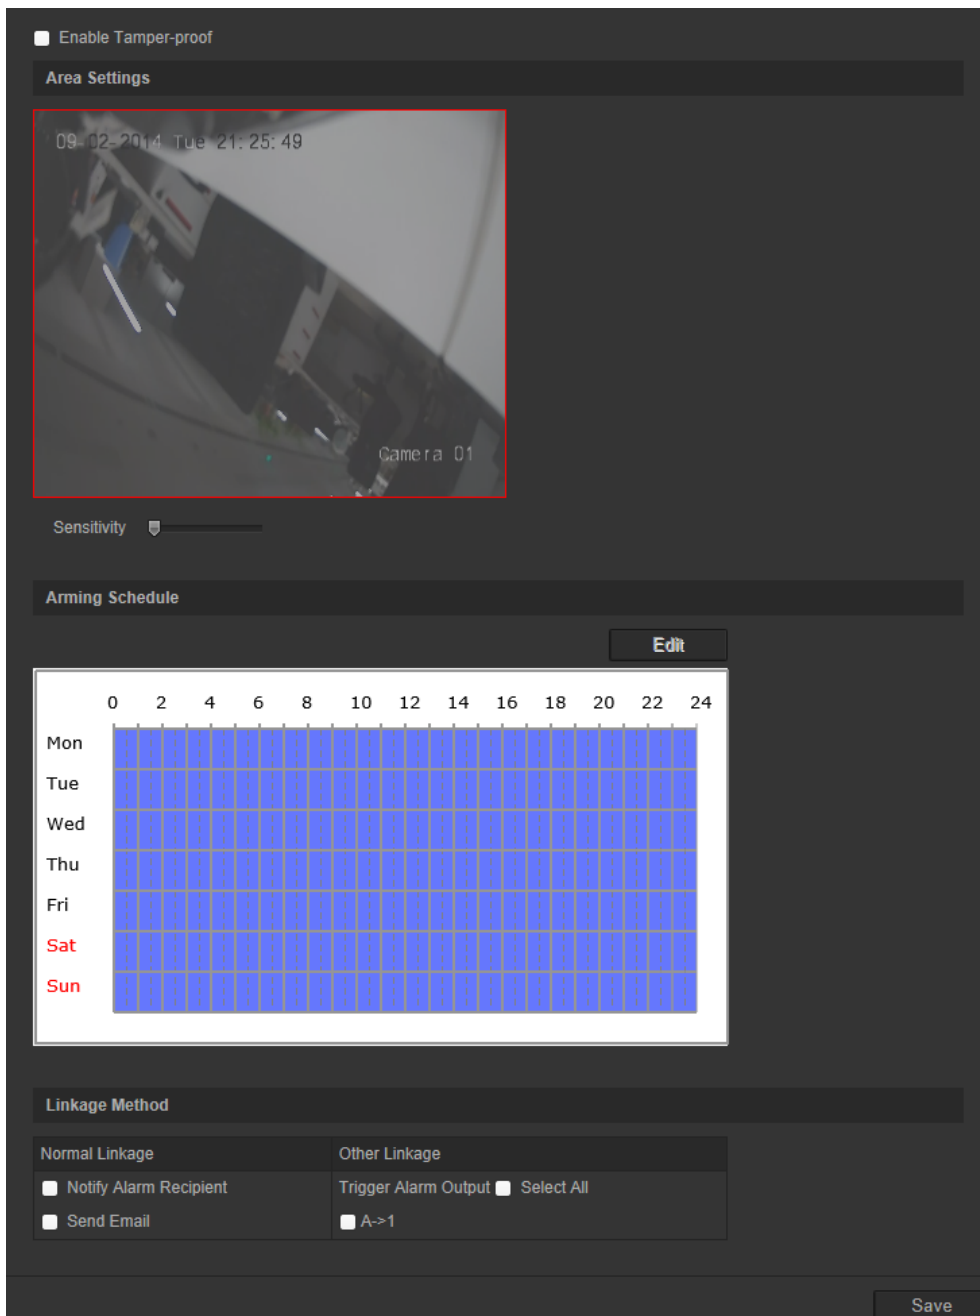 Enable Tamper-proof
Area Settings
09-02-2014 Tue 21:25:49
Camera 01
Sensitivity
Arming Schedule
Edit
0 2 4 6 8 10 12 14 16 18 20 22 24
Mon
Tue
Wed
Thu
Fri
Sat
Sun
Linkage Method
Normal Linkage Other Linkage
Notify Alarm Recipient Trigger Alarm Output Select All
Send Email A->1
Save